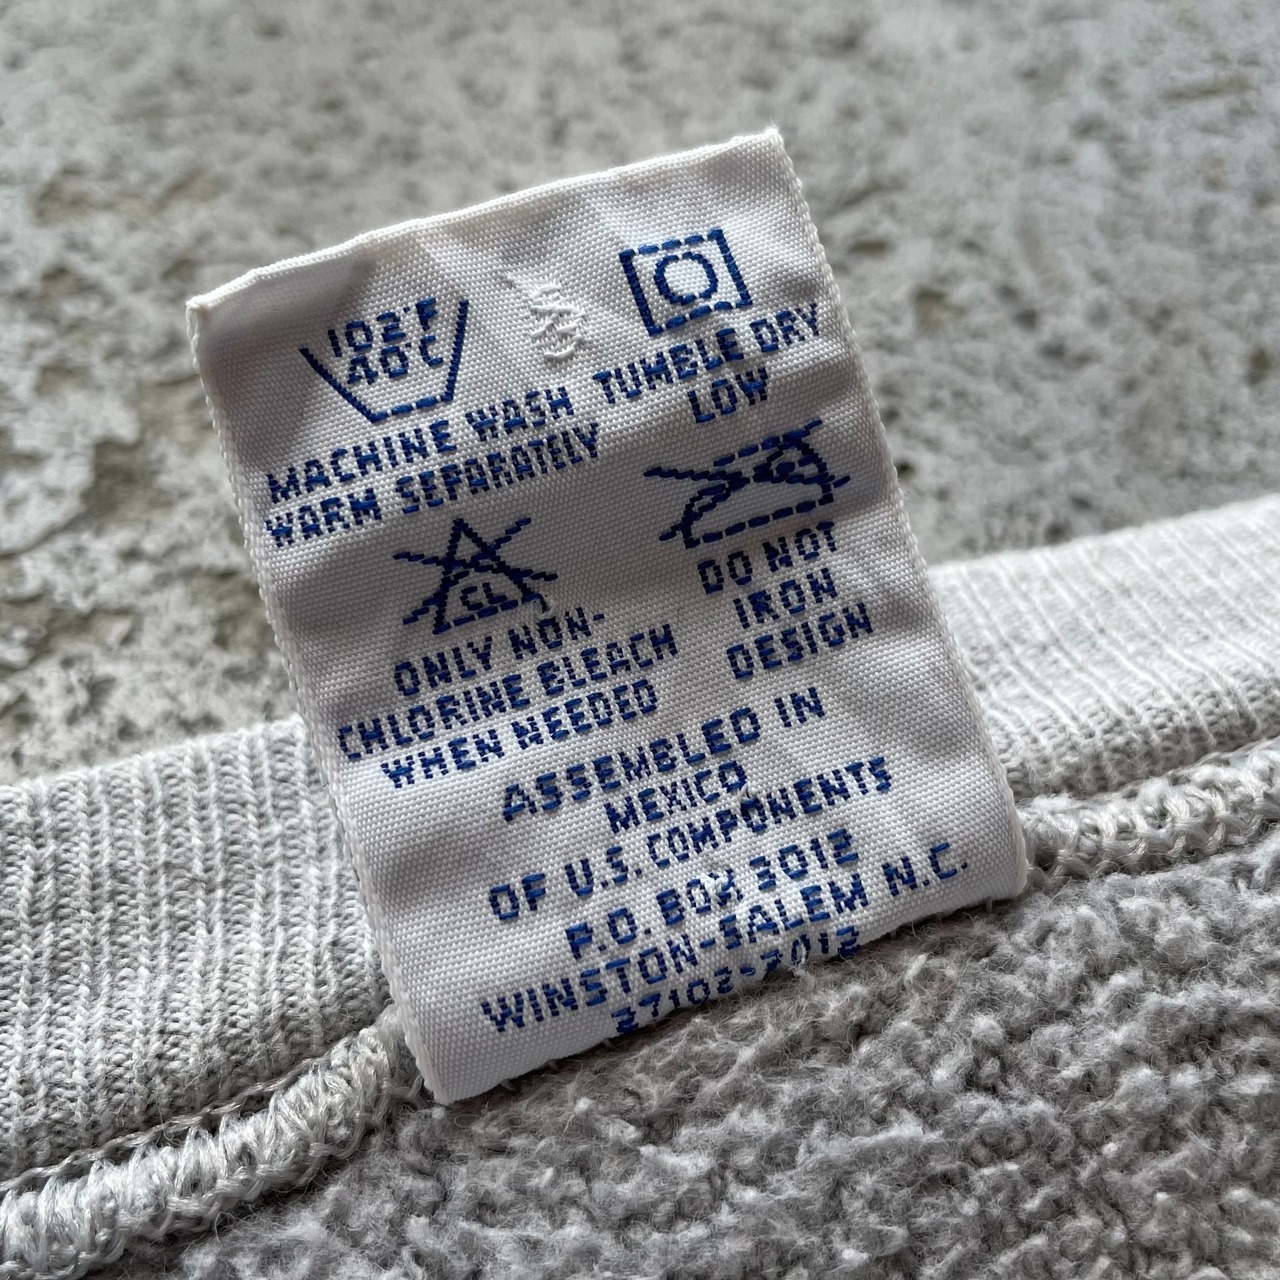 102°F
40°C
MACHINE WASH
WARM SEPARATELY
TUMBLE DRY
LOW
CL
ONLY NON-
CHLORINE BLEACH
WHEN NEEDED
DO NOT
IRON
DESIGN
ASSEMBLED IN
MEXICO
OF U.S. COMPONENTS
P.O. BOX 3012
WINSTON-SALEM N.C.
27102-3012